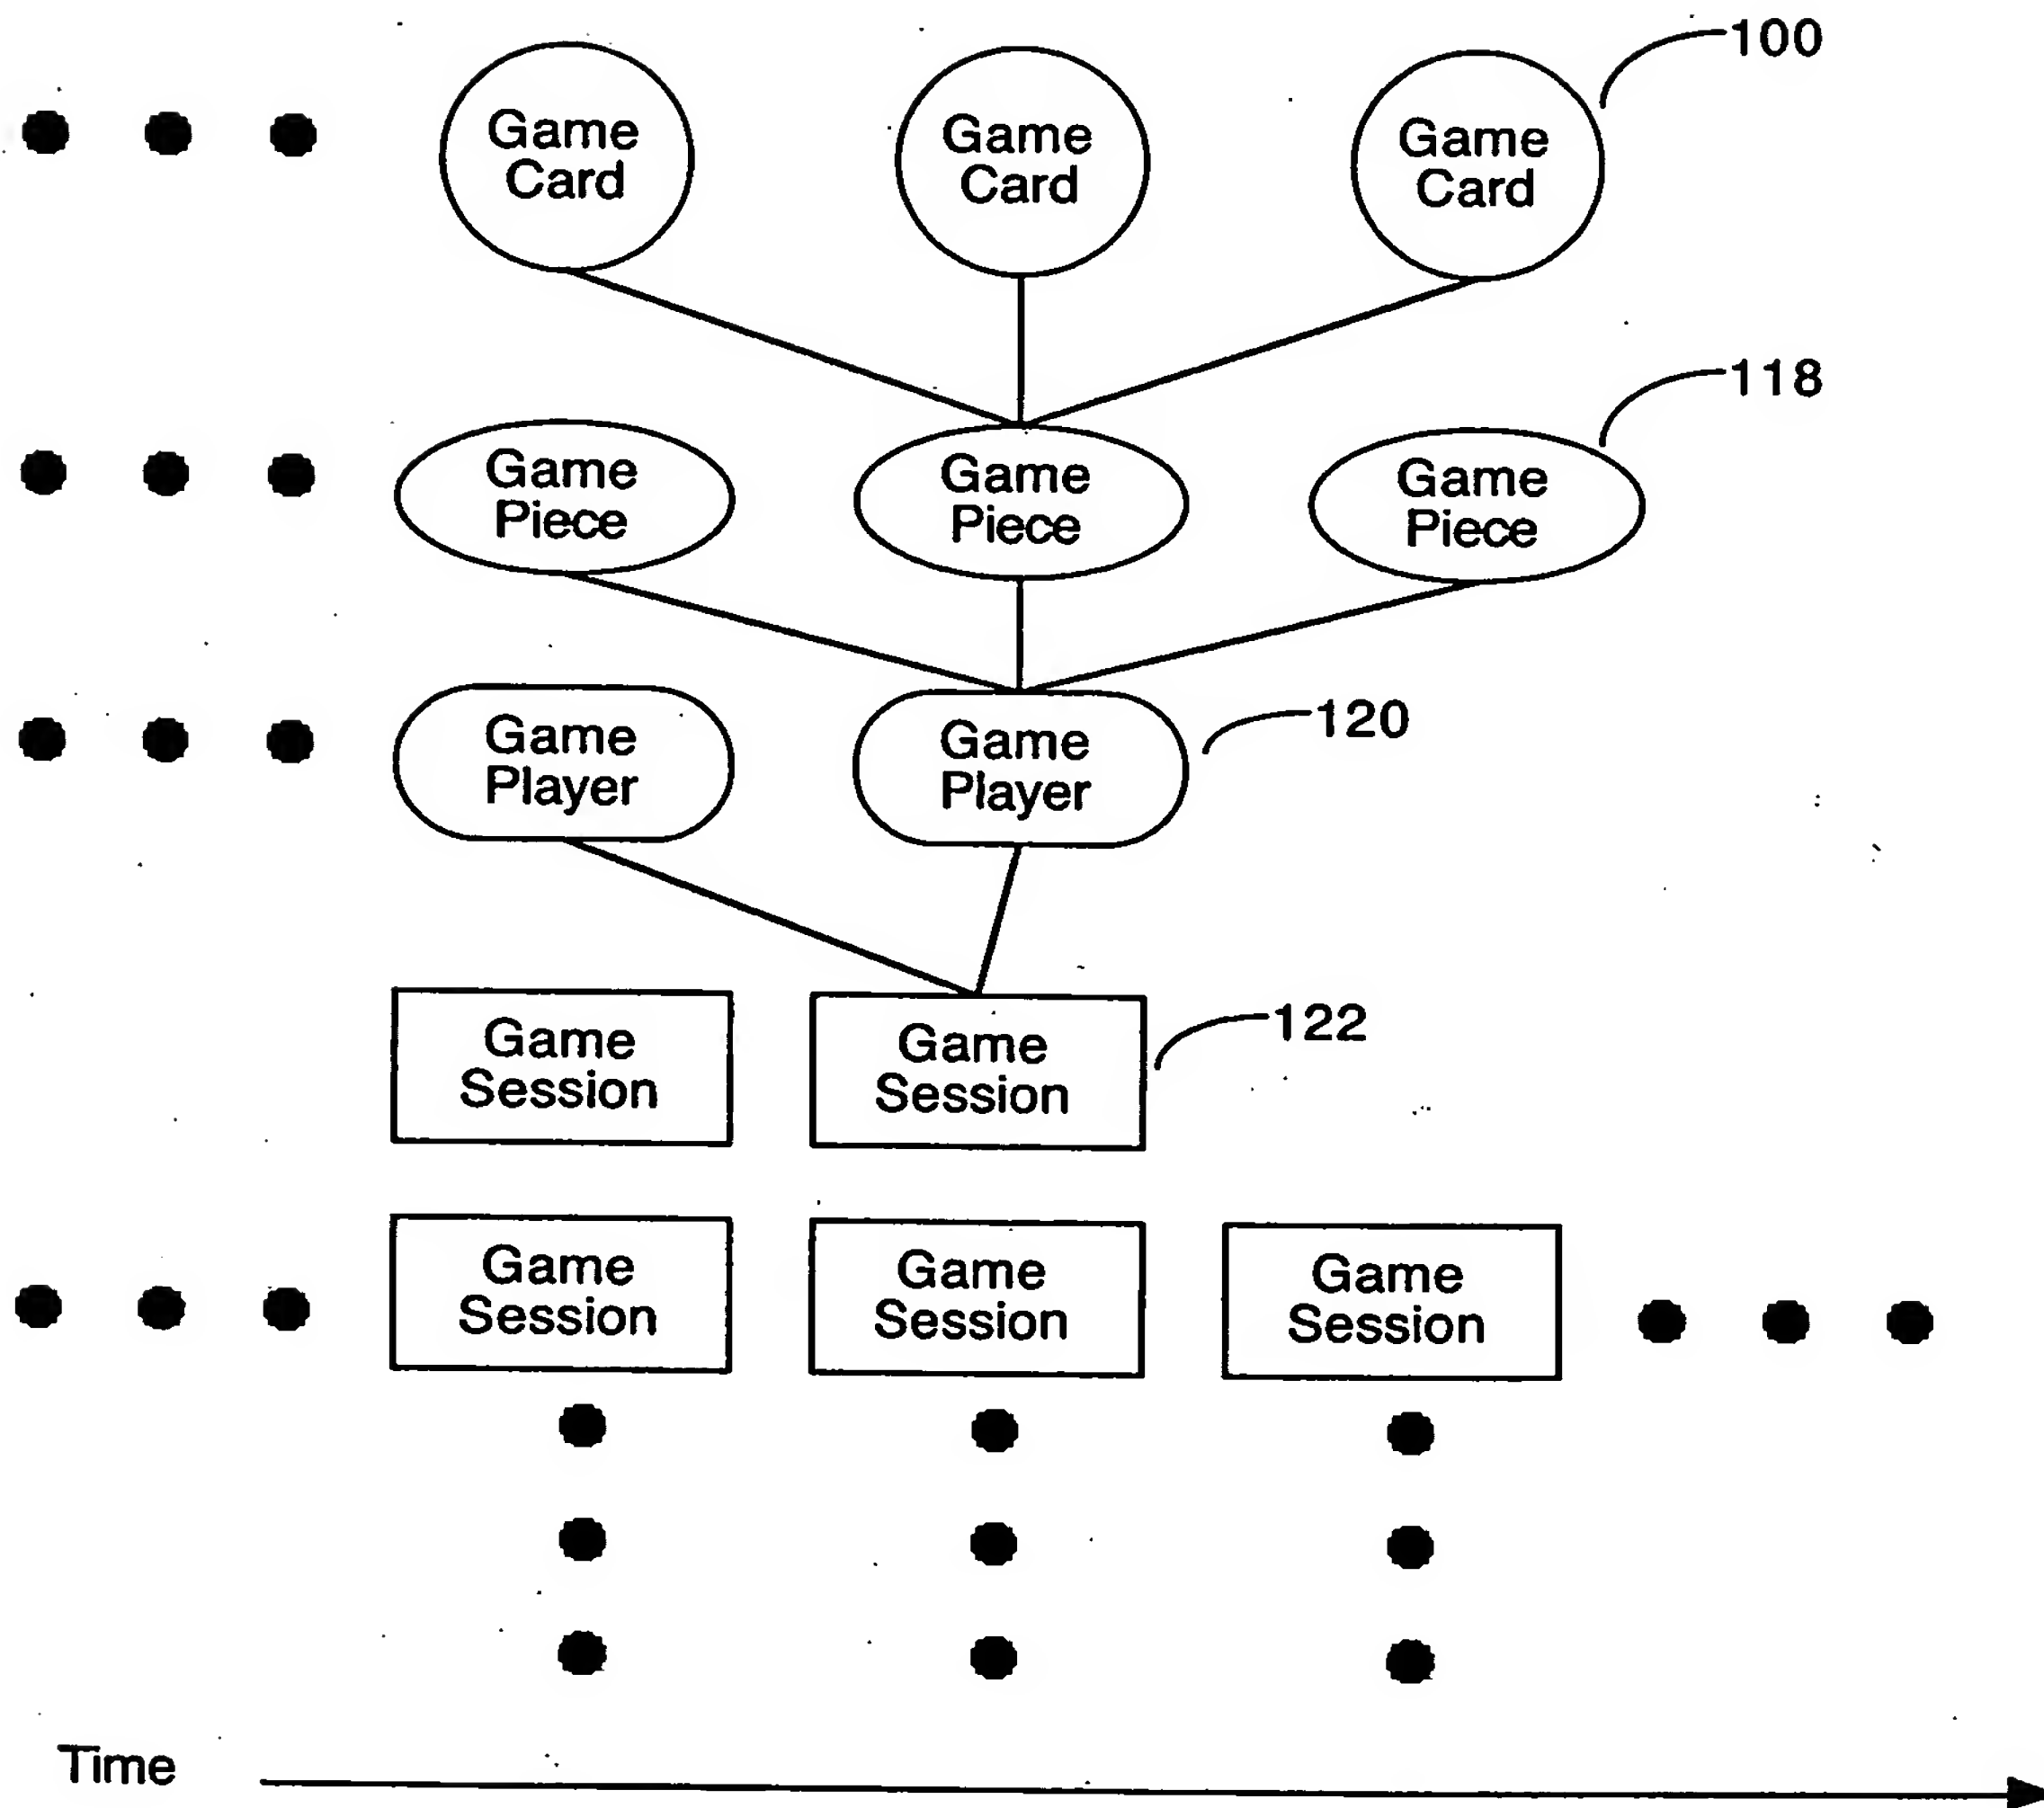 100
Game Game Game
Card Card Card
118
Game Game Game
Piece Piece Piece
120
Game Game
Player Player
122
Game Game
Session Session
Game Game Game
Session Session Session
Time